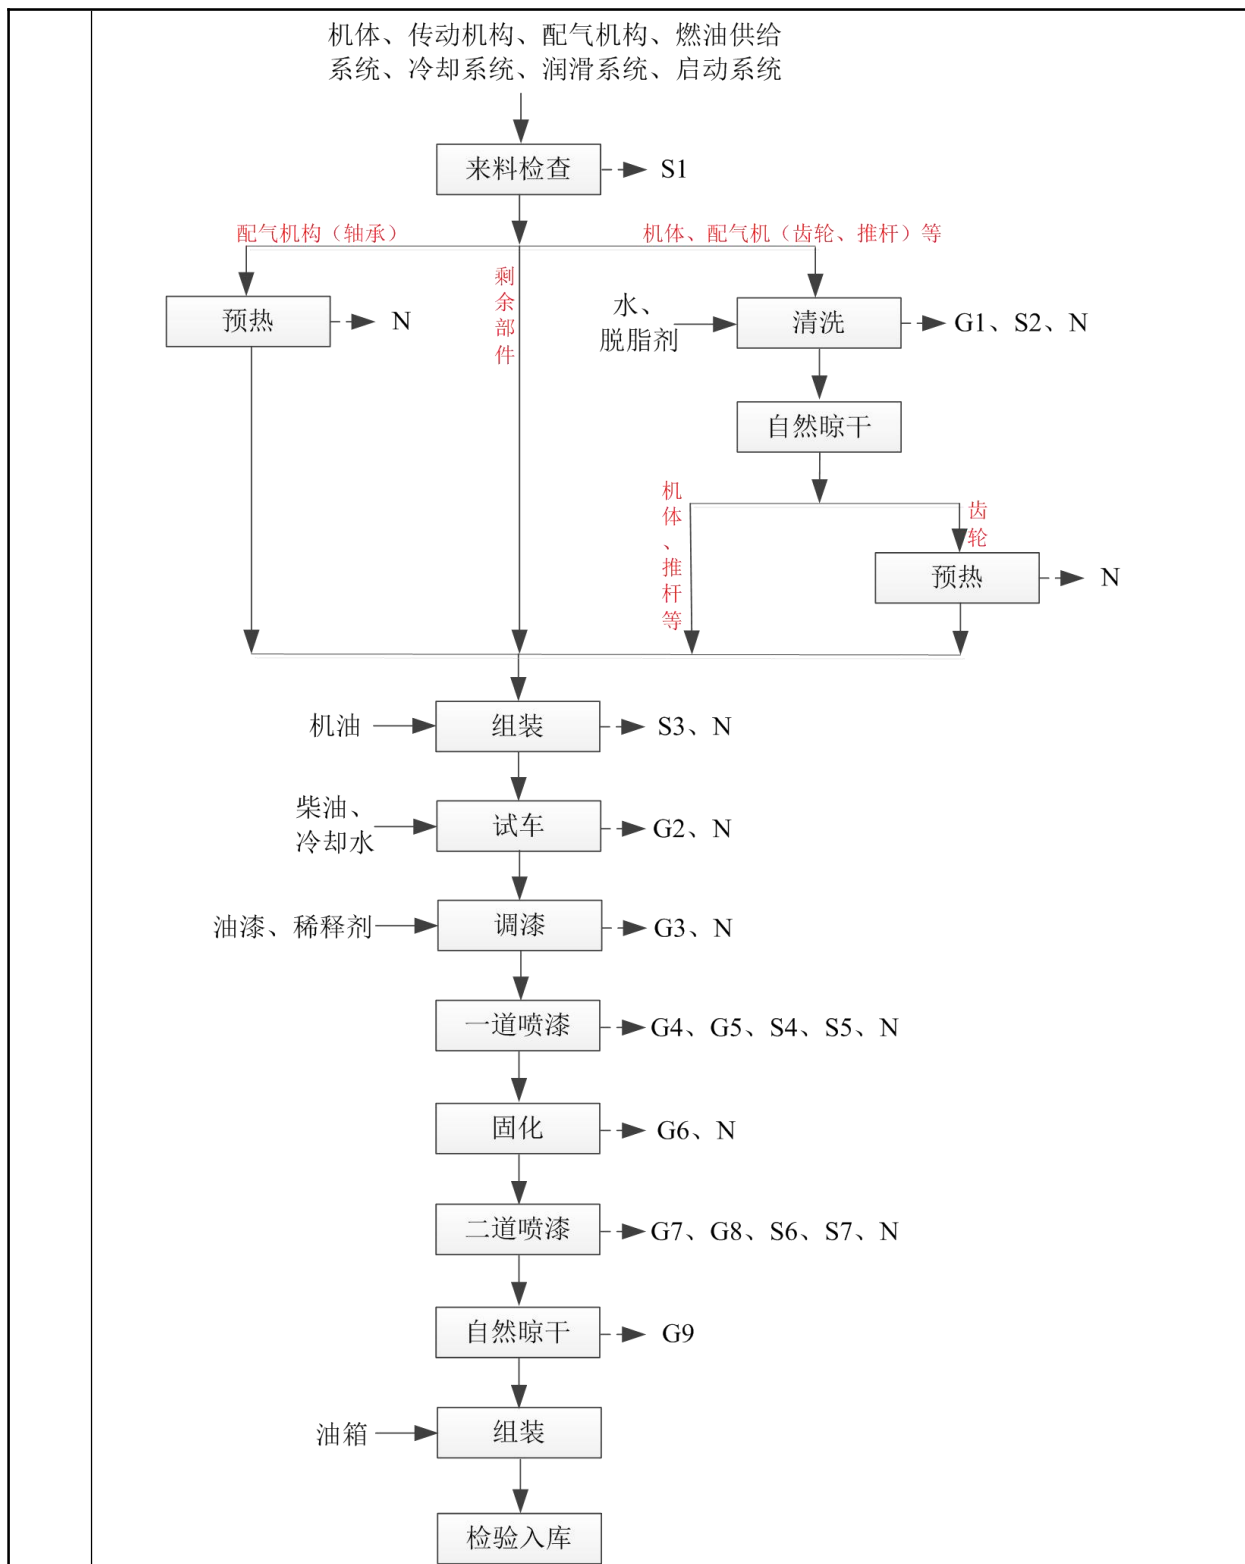 机体、传动机构、配气机构、燃油供给
系统、冷却系统、润滑系统、启动系统
来料检查
S1
配气机构（轴承）
机体、配气机（齿轮、推杆）等
剩余部件
预热
N
水、
脱脂剂
清洗
G1、S2、N
自然晾干
机体、推杆等
齿轮
预热
N
机油
组装
S3、N
柴油、
冷却水
试车
G2、N
油漆、稀释剂
调漆
G3、N
一道喷漆
G4、G5、S4、S5、N
固化
G6、N
二道喷漆
G7、G8、S6、S7、N
自然晾干
G9
油箱
组装
检验入库